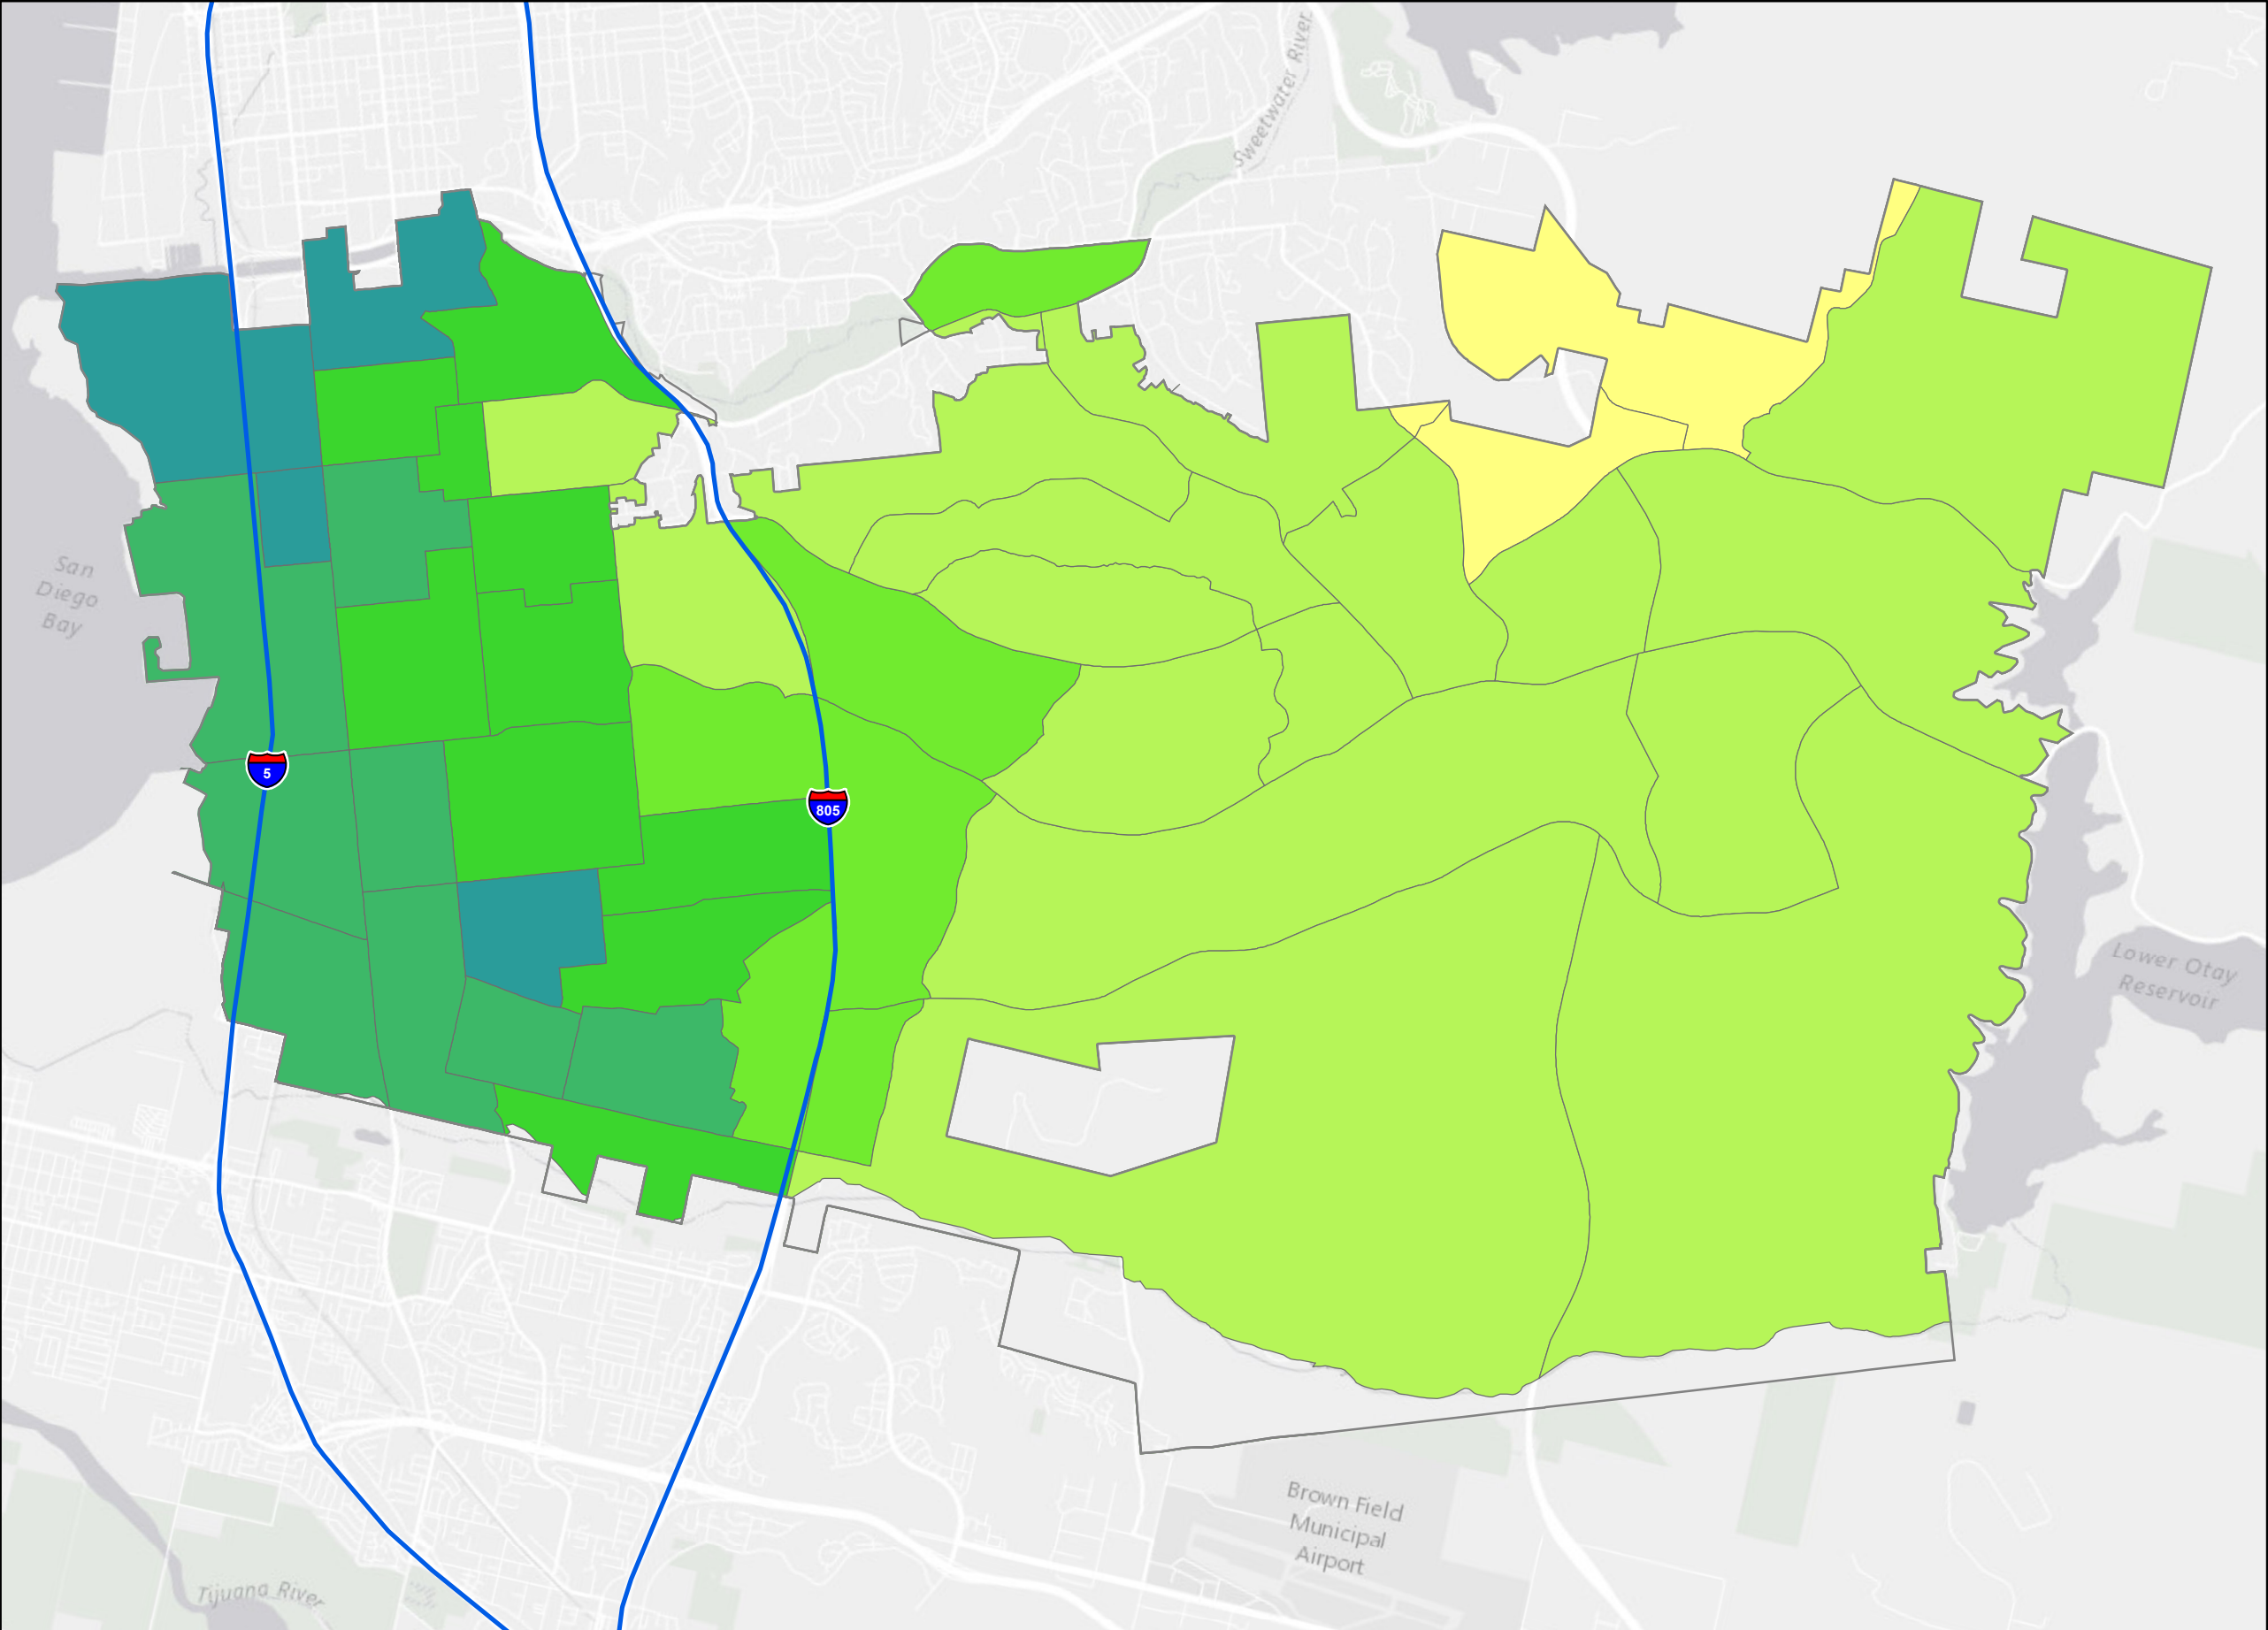 Sweetwater River
San
Diego
Bay
5
805
Lower Otay
Reservoir
Brown Field
Municipal
Airport
Tijuana River